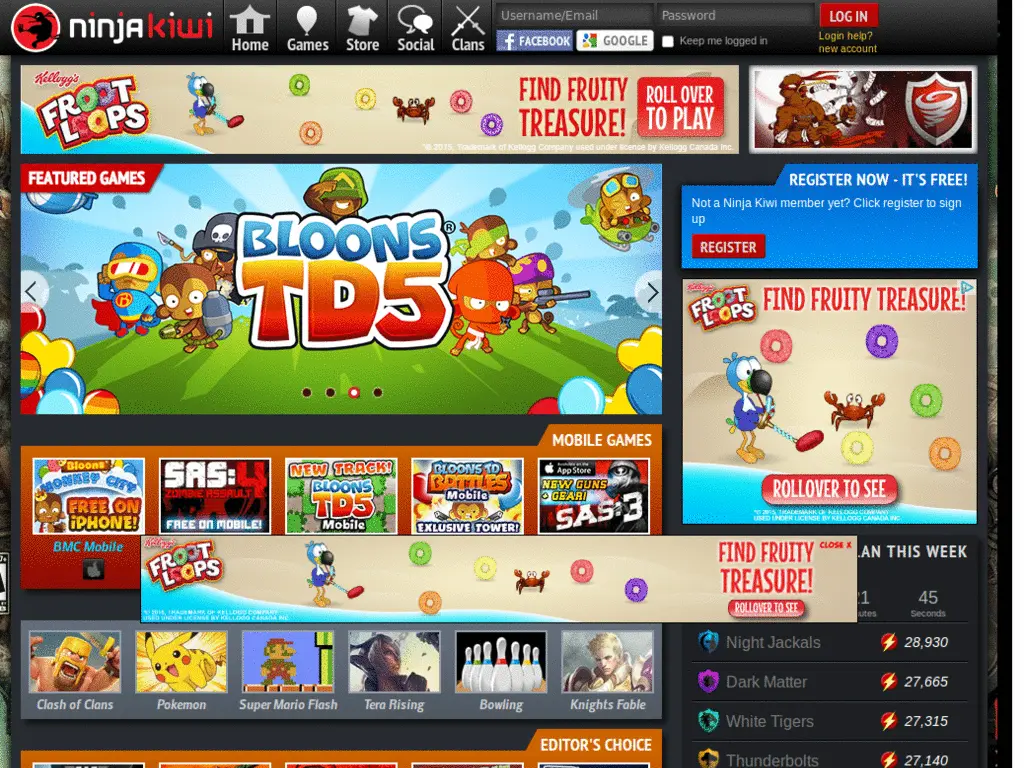 ninjakiwi
Home
Games
Store
Social
Clans
Username/Email
Password
LOG IN
FACEBOOK
GOOGLE
Keep me logged in
Login help?
new account
Kellogg's
FROOT LOOPS
FIND FRUITY
TREASURE!
ROLL OVER
TO PLAY
® 2015, Trademark of Kellogg Company used under license by Kellogg Canada Inc.
FEATURED GAMES
BLOONS®
TD5
REGISTER NOW - IT'S FREE!
Not a Ninja Kiwi member yet? Click register to sign
up
REGISTER
Kellogg's
FROOT LOOPS
FIND FRUITY TREASURE!
ROLLOVER TO SEE
© 2015, TRADEMARK OF KELLOGG COMPANY
USED UNDER LICENSE BY KELLOGG CANADA INC.
MOBILE GAMES
Bloons
MONKEY CITY
FREE ON
iPHONE!
SAS:4
ZOMBIE ASSAULT
FREE ON MOBILE!
NEW TRACK!
BLOONS
TD5
Mobile
BLOONS TD
BATTLES
Mobile
EXLUSIVE TOWER!
Available on the
App Store
NEW GUNS
+ GEAR!
SAS:3
BMC Mobile
Kellogg's
FROOT LOOPS
FIND FRUITY
TREASURE!
CLOSE X
ROLLOVER TO SEE
© 2015, TRADEMARK OF KELLOGG COMPANY
USED UNDER LICENSE BY KELLOGG CANADA INC.
LAN THIS WEEK
21
45
utes
Seconds
Night Jackals
28,930
Dark Matter
27,665
White Tigers
27,315
Thunderbolts
27,140
Clash of Clans
Pokemon
Super Mario Flash
Tera Rising
Bowling
Knights Fable
EDITOR'S CHOICE